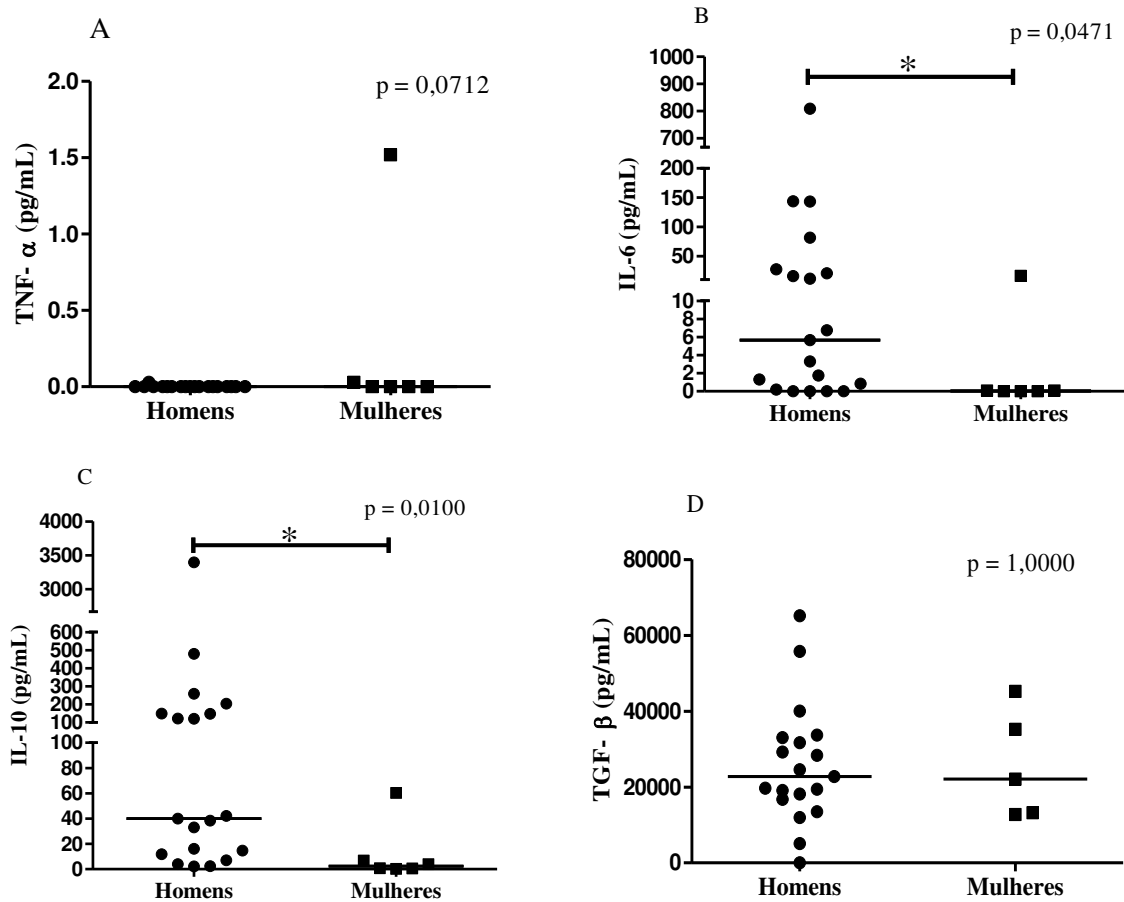 A
p = 0,0712
TNF- α (pg/mL)
2.0
1.5
1.0
0.5
0.0
Homens
Mulheres
B
p = 0,0471
*
IL-6 (pg/mL)
1000
900
800
700
200
150
100
50
10
8
6
4
2
0
Homens
Mulheres
C
p = 0,0100
*
IL-10 (pg/mL)
4000
3500
3000
600
500
400
300
200
100
100
80
60
40
20
0
Homens
Mulheres
D
p = 1,0000
TGF- β (pg/mL)
80000
60000
40000
20000
0
Homens
Mulheres